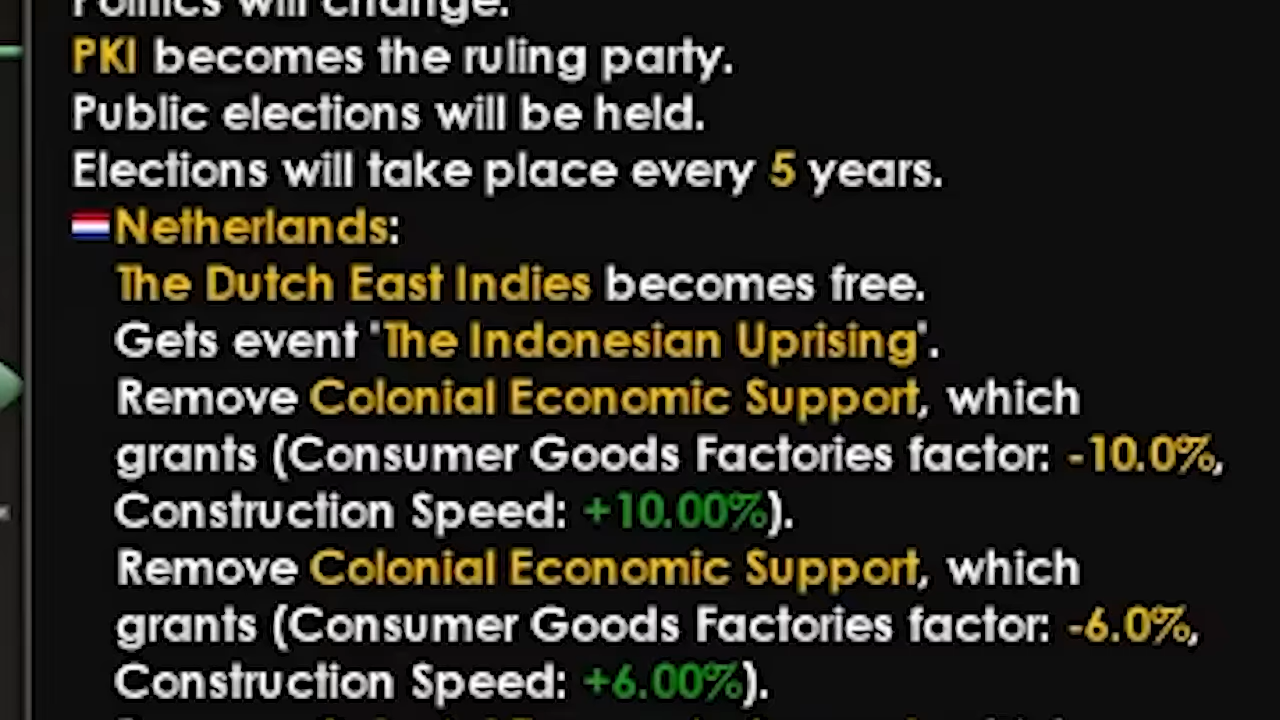 Politics will change.
PKI becomes the ruling party.
Public elections will be held.
Elections will take place every 5 years.
Netherlands:
The Dutch East Indies becomes free.
Gets event 'The Indonesian Uprising'.
Remove Colonial Economic Support, which
grants (Consumer Goods Factories factor: -10.0%,
Construction Speed: +10.00%).
Remove Colonial Economic Support, which
grants (Consumer Goods Factories factor: -6.0%,
Construction Speed: +6.00%).